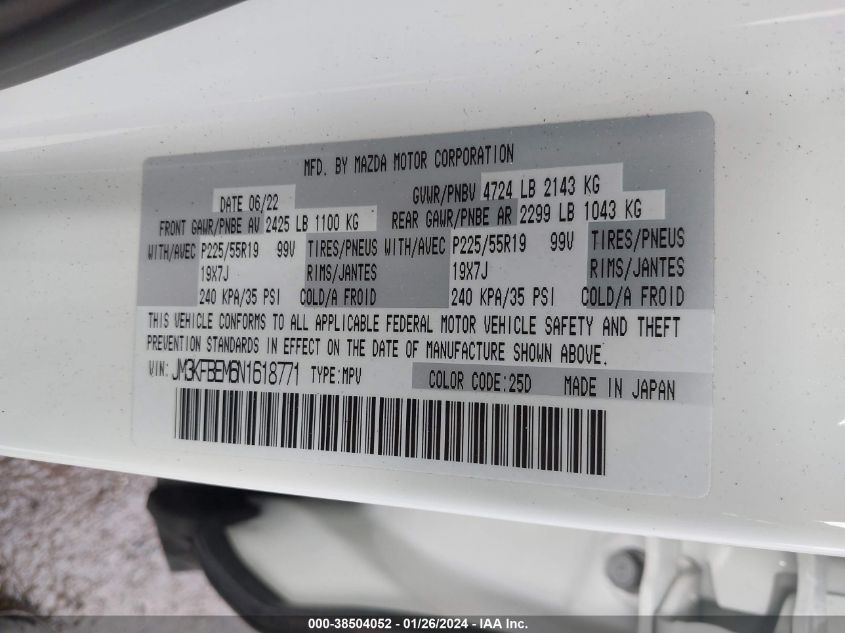 MFD. BY MAZDA MOTOR CORPORATION
DATE 06/22 GVWR/PNBV 4724 LB 2143 KG
FRONT GAWR/PNBE AV 2425 LB 1100 KG REAR GAWR/PNBE AR 2299 LB 1043 KG
WITH/AVEC P225/55R19 99V TIRES/PNEUS WITH/AVEC P225/55R19 99V TIRES/PNEUS
19X7J RIMS/JANTES 19X7J RIMS/JANTES
240 KPA/35 PSI COLD/A FROID 240 KPA/35 PSI COLD/A FROID
THIS VEHICLE CONFORMS TO ALL APPLICABLE FEDERAL MOTOR VEHICLE SAFETY AND THEFT
PREVENTION STANDARDS IN EFFECT ON THE DATE OF MANUFACTURE SHOWN ABOVE.
VIN: JM3KFBEM6N1618771 TYPE:MPV COLOR CODE:25D MADE IN JAPAN
000-38504052 / 01/26/2024 - IAA Inc.